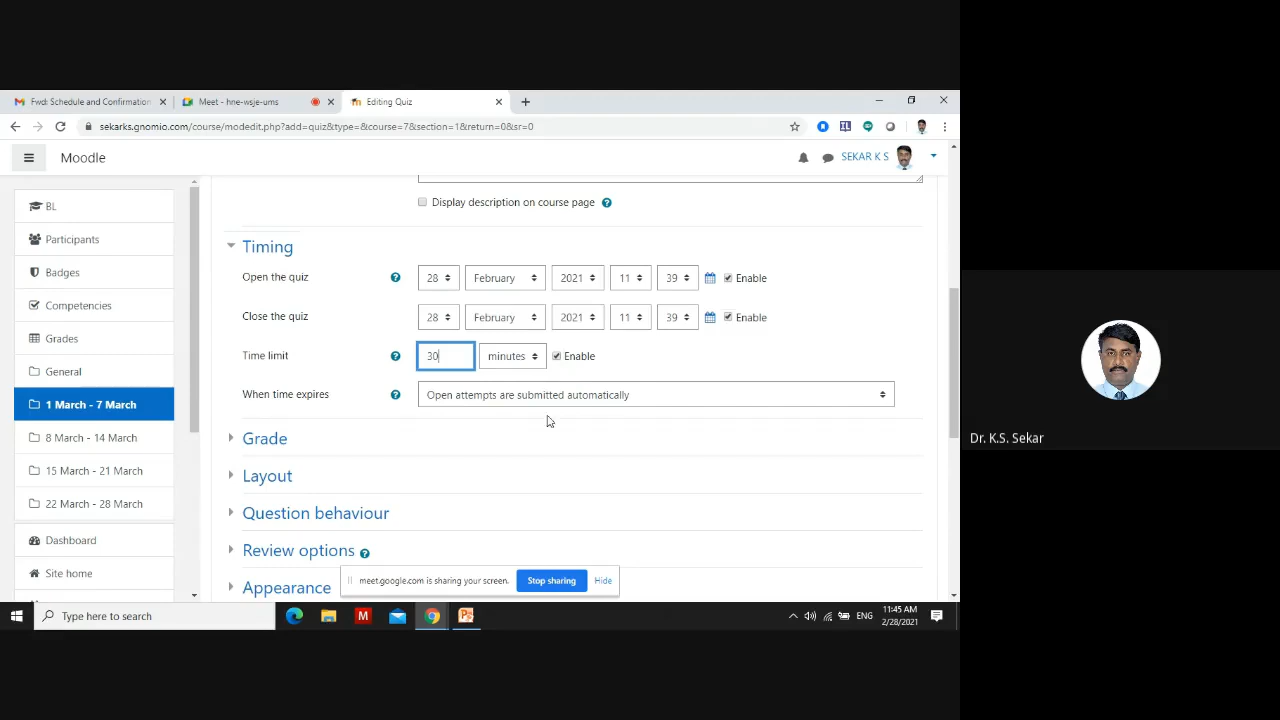 Fwd: Schedule and Confirmation
Meet - hne-wsje-ums
Editing Quiz
sekarks.gnomio.com/course/modedit.php?add=quiz&type=&course=7&section=1&return=0&sr=0
Moodle
SEKAR K S
BL
Participants
Badges
Competencies
Grades
General
1 March - 7 March
8 March - 14 March
15 March - 21 March
22 March - 28 March
Dashboard
Site home
Display description on course page
Timing
Open the quiz 28 February 2021 11 39 Enable
Close the quiz 28 February 2021 11 39 Enable
Time limit 30 minutes Enable
When time expires Open attempts are submitted automatically
Grade
Layout
Question behaviour
Review options
Appearance
meet.google.com is sharing your screen. Stop sharing Hide
Type here to search
ENG
11:45 AM
2/28/2021
Dr. K.S. Sekar